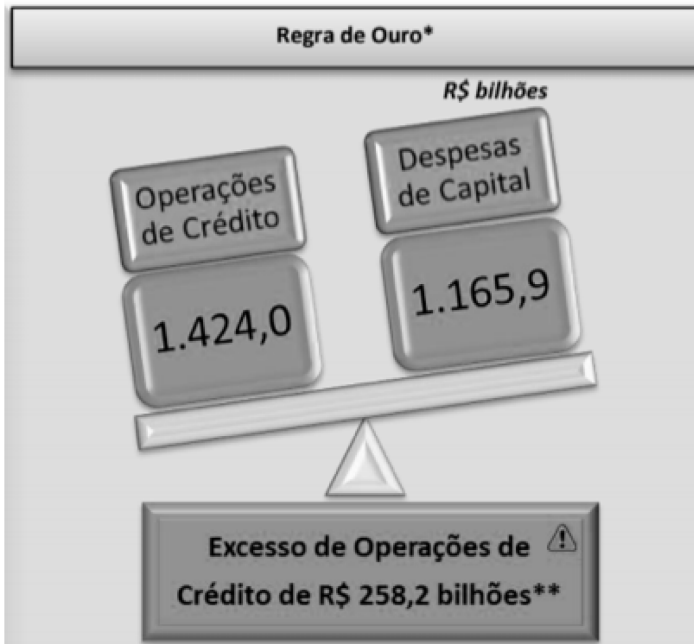 Regra de Ouro*
R$ bilhões
Operações
de Crédito
Despesas
de Capital
1.424,0
1.165,9
Excesso de Operações de
Crédito de R$ 258,2 bilhões**